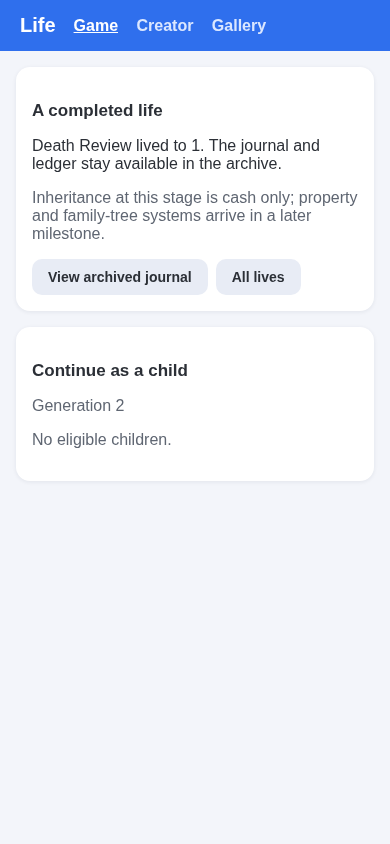 Life Game Creator Gallery
A completed life
Death Review lived to 1. The journal and
ledger stay available in the archive.
Inheritance at this stage is cash only; property
and family-tree systems arrive in a later
milestone.
View archived journal All lives
Continue as a child
Generation 2
No eligible children.